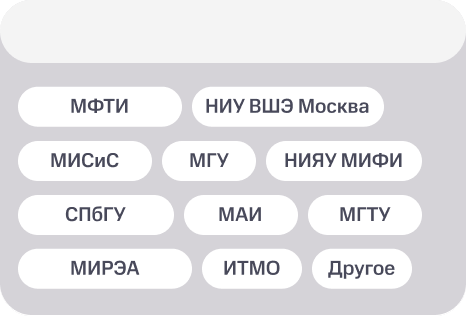 МФТИ НИУ ВШЭ Москва
МИСиС МГУ НИЯУ МИФИ
СПбГУ МАИ МГТУ
МИРЭА ИТМО Другое